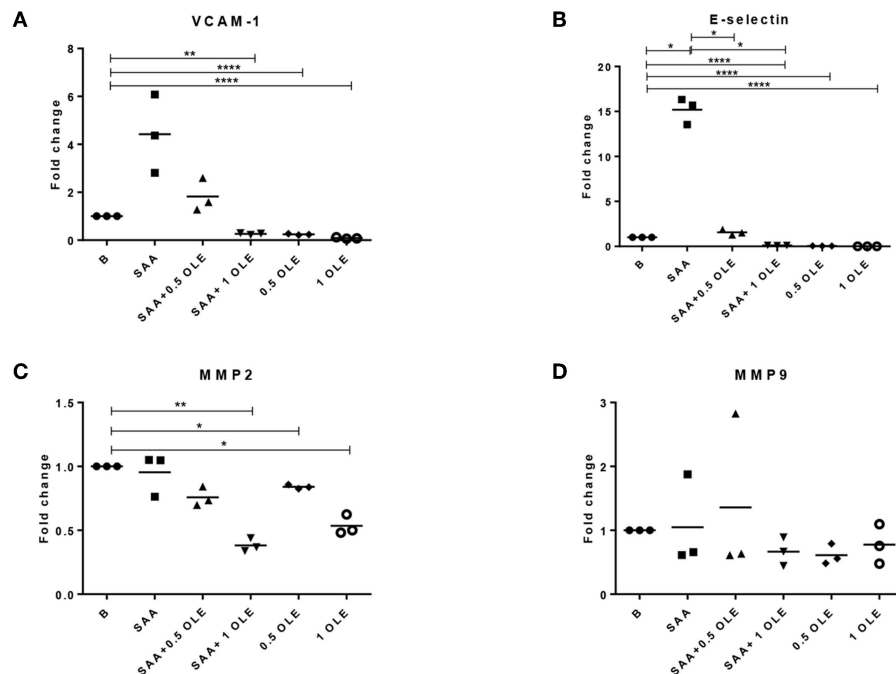 A
VCAM-1
Fold change
8
6
4
2
0
**
****
****
B
SAA
SAA+0.5 OLE
SAA+ 1 OLE
0.5 OLE
1 OLE
B
E-selectin
Fold change
20
15
10
5
0
*
*
*
****
****
****
B
SAA
SAA+0.5 OLE
SAA+ 1 OLE
0.5 OLE
1 OLE
C
MMP2
Fold change
1.5
1.0
0.5
0.0
**
*
*
B
SAA
SAA+0.5 OLE
SAA+ 1 OLE
0.5 OLE
1 OLE
D
MMP9
Fold change
3
2
1
0
B
SAA
SAA+0.5 OLE
SAA+ 1 OLE
0.5 OLE
1 OLE